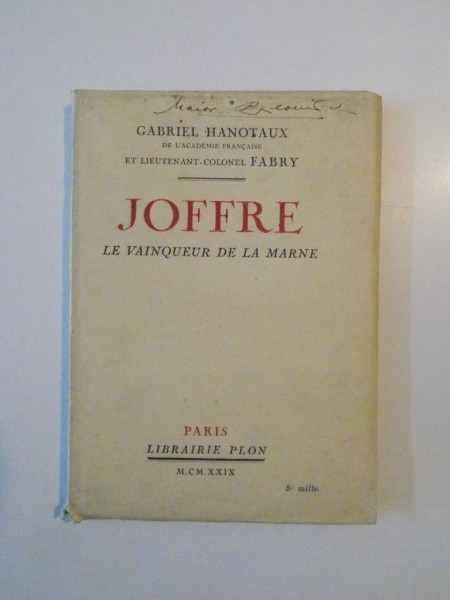 Maior
GABRIEL HANOTAUX
DE L'ACADÉMIE FRANÇAISE
ET LIEUTENANT-COLONEL FABRY
JOFFRE
LE VAINQUEUR DE LA MARNE
PARIS
LIBRAIRIE PLON
M.CM.XXIX
5e mille